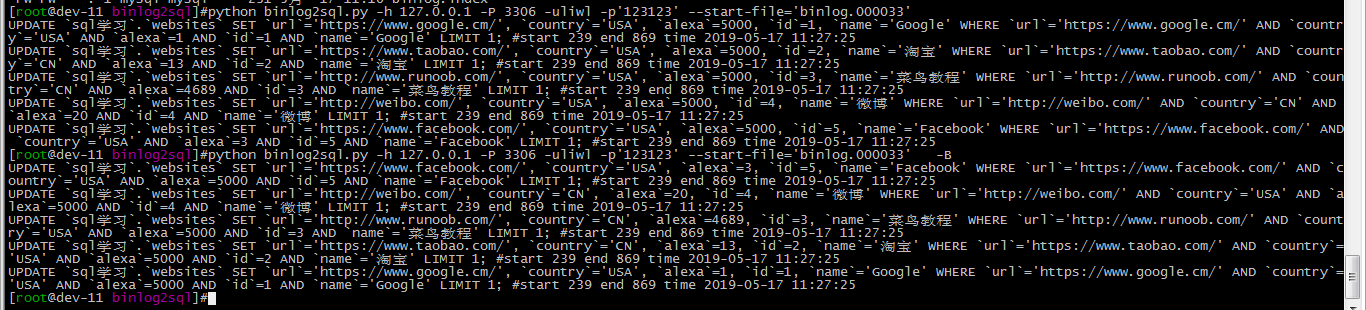 [root@dev-11 binlog2sql]#python binlog2sql.py -h 127.0.0.1 -P 3306 -uliwl -p'123123' --start-file='binlog.000033'
UPDATE `sql学习`.`websites` SET `url`='https://www.google.cm/', `country`='USA', `alexa`=5000, `id`=1, `name`='Google' WHERE `url`='https://www.google.cm/' AND `countr
y`='USA' AND `alexa`=1 AND `id`=1 AND `name`='Google' LIMIT 1; #start 239 end 869 time 2019-05-17 11:27:25
UPDATE `sql学习`.`websites` SET `url`='https://www.taobao.com/', `country`='USA', `alexa`=5000, `id`=2, `name`='淘宝' WHERE `url`='https://www.taobao.com/' AND `country
`='CN' AND `alexa`=13 AND `id`=2 AND `name`='淘宝' LIMIT 1; #start 239 end 869 time 2019-05-17 11:27:25
UPDATE `sql学习`.`websites` SET `url`='http://www.runoob.com/', `country`='USA', `alexa`=5000, `id`=3, `name`='菜鸟教程' WHERE `url`='http://www.runoob.com/' AND `coun
try`='CN' AND `alexa`=4689 AND `id`=3 AND `name`='菜鸟教程' LIMIT 1; #start 239 end 869 time 2019-05-17 11:27:25
UPDATE `sql学习`.`websites` SET `url`='http://weibo.com/', `country`='USA', `alexa`=5000, `id`=4, `name`='微博' WHERE `url`='http://weibo.com/' AND `country`='CN' AND
`alexa`=20 AND `id`=4 AND `name`='微博' LIMIT 1; #start 239 end 869 time 2019-05-17 11:27:25
UPDATE `sql学习`.`websites` SET `url`='https://www.facebook.com/', `country`='USA', `alexa`=5000, `id`=5, `name`='Facebook' WHERE `url`='https://www.facebook.com/' AND
`country`='USA' AND `alexa`=3 AND `id`=5 AND `name`='Facebook' LIMIT 1; #start 239 end 869 time 2019-05-17 11:27:25
[root@dev-11 binlog2sql]#python binlog2sql.py -h 127.0.0.1 -P 3306 -uliwl -p'123123' --start-file='binlog.000033' -B
UPDATE `sql学习`.`websites` SET `url`='https://www.facebook.com/', `country`='USA', `alexa`=3, `id`=5, `name`='Facebook' WHERE `url`='https://www.facebook.com/' AND `c
ountry`='USA' AND `alexa`=5000 AND `id`=5 AND `name`='Facebook' LIMIT 1; #start 239 end 869 time 2019-05-17 11:27:25
UPDATE `sql学习`.`websites` SET `url`='http://weibo.com/', `country`='CN', `alexa`=20, `id`=4, `name`='微博' WHERE `url`='http://weibo.com/' AND `country`='USA' AND `a
lexa`=5000 AND `id`=4 AND `name`='微博' LIMIT 1; #start 239 end 869 time 2019-05-17 11:27:25
UPDATE `sql学习`.`websites` SET `url`='http://www.runoob.com/', `country`='CN', `alexa`=4689, `id`=3, `name`='菜鸟教程' WHERE `url`='http://www.runoob.com/' AND `count
ry`='USA' AND `alexa`=5000 AND `id`=3 AND `name`='菜鸟教程' LIMIT 1; #start 239 end 869 time 2019-05-17 11:27:25
UPDATE `sql学习`.`websites` SET `url`='https://www.taobao.com/', `country`='CN', `alexa`=13, `id`=2, `name`='淘宝' WHERE `url`='https://www.taobao.com/' AND `country`=
'USA' AND `alexa`=5000 AND `id`=2 AND `name`='淘宝' LIMIT 1; #start 239 end 869 time 2019-05-17 11:27:25
UPDATE `sql学习`.`websites` SET `url`='https://www.google.cm/', `country`='USA', `alexa`=1, `id`=1, `name`='Google' WHERE `url`='https://www.google.cm/' AND `country`=
'USA' AND `alexa`=5000 AND `id`=1 AND `name`='Google' LIMIT 1; #start 239 end 869 time 2019-05-17 11:27:25
[root@dev-11 binlog2sql]#